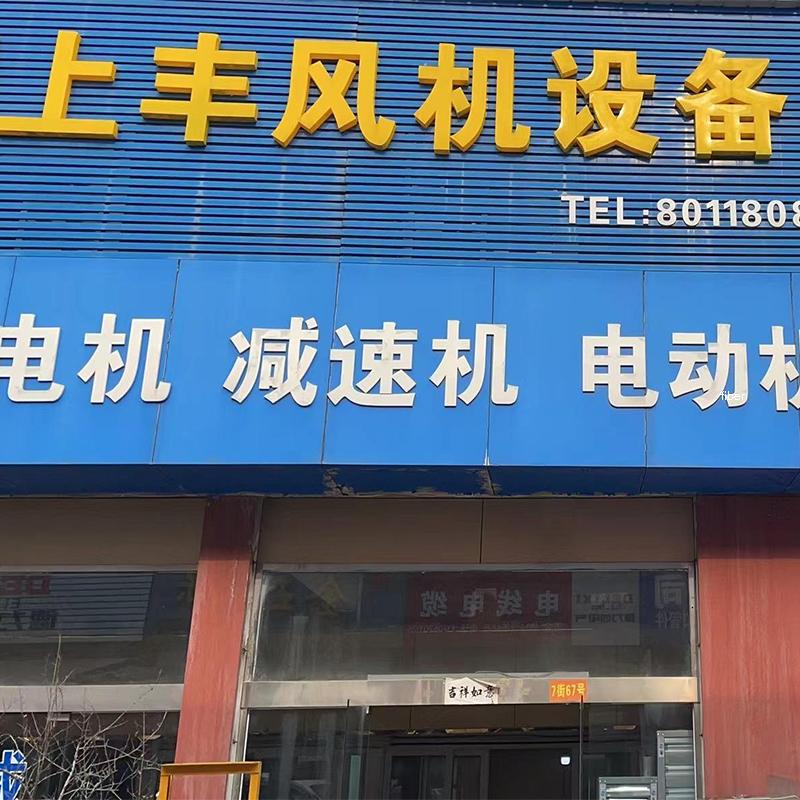 上丰风机设备
TEL:8011808
电机 减速机 电动机
fiber
电线电缆
吉祥如意
7街67号